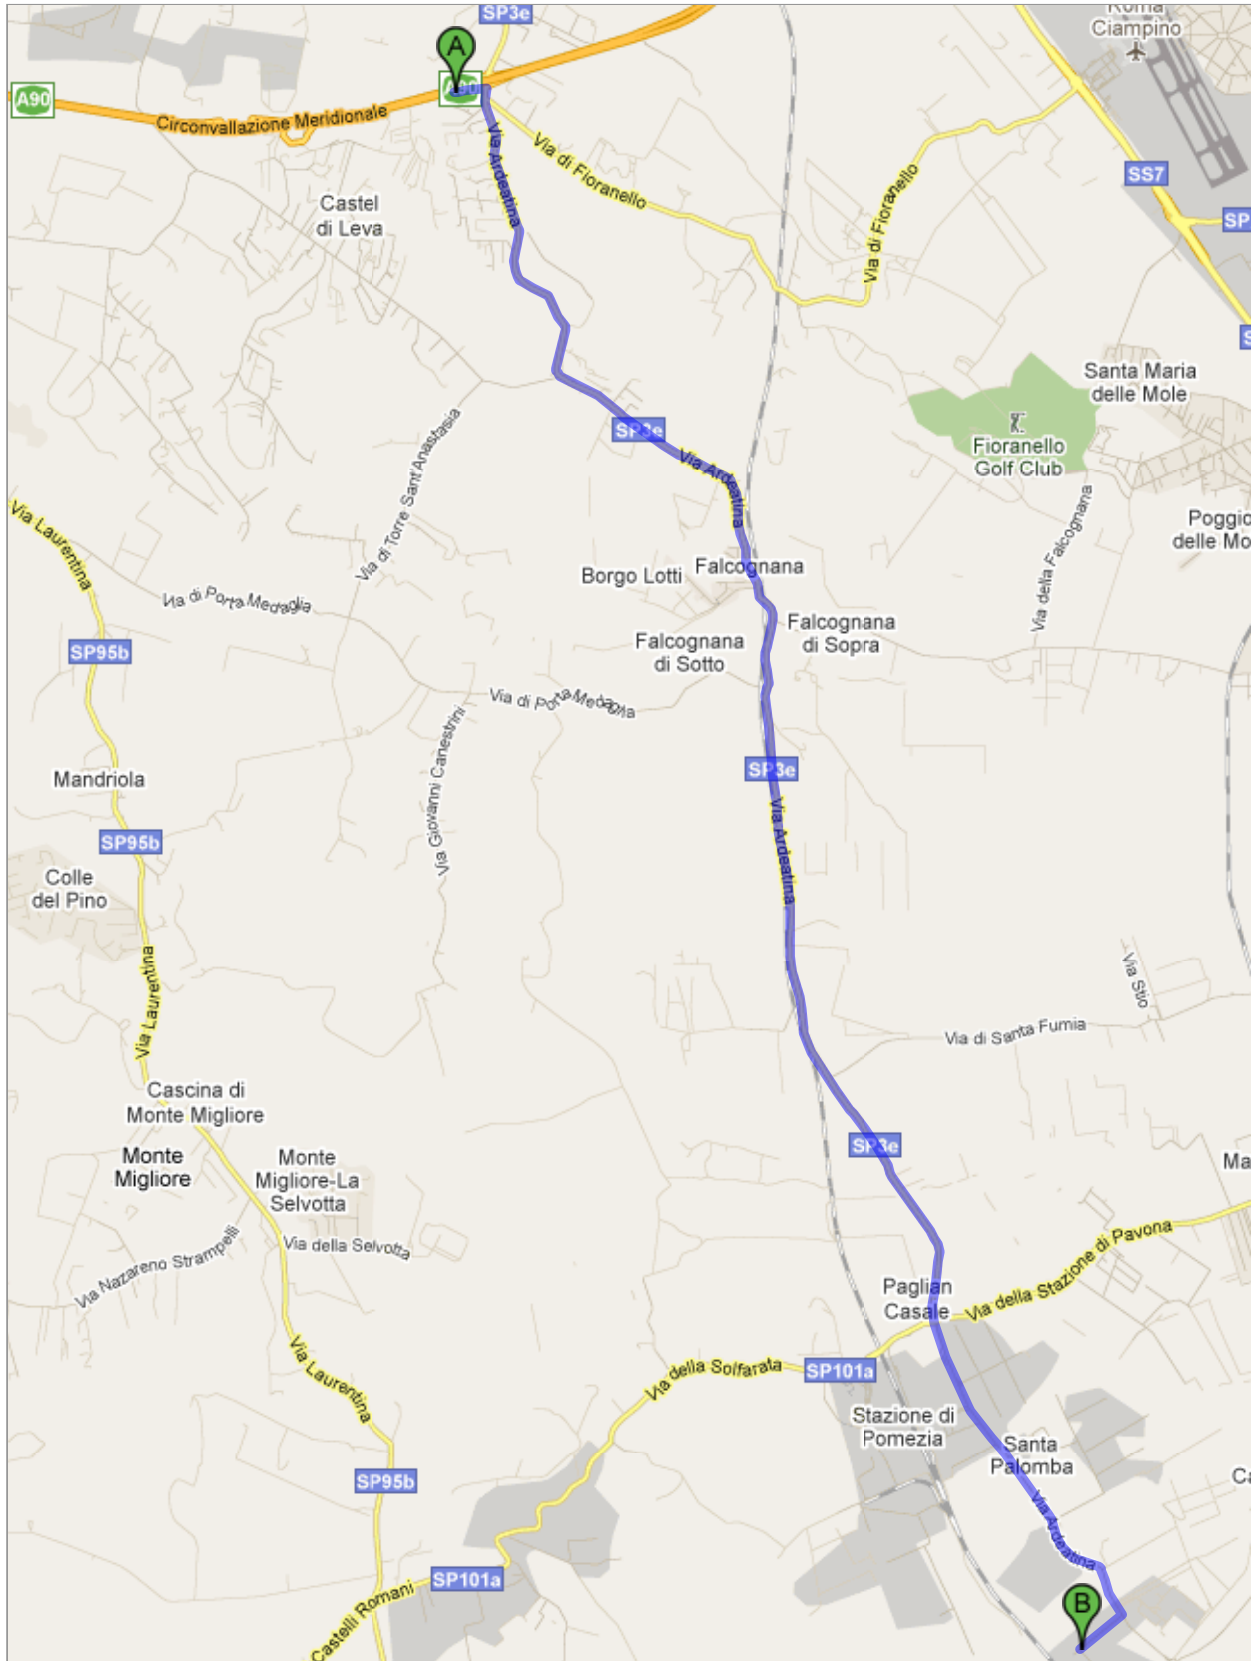 SP3e
Roma
Ciampino
A
A90
A90
Circonvallazione Meridionale
Via Ardeatina
Via di Fioranello
Via di Fioranello
SS7
SP
Castel
di Leva
S
Santa Maria
delle Mole
SP3e
Fioranello
Golf Club
Via Ardeatina
Via di Torre Sant'Anastasia
Via Laurentina
Via della Falcognana
Poggio
delle Mo
Falcognana
Borgo Lotti
Via di Porta Medaglia
Falcognana
di Sopra
Falcognana
di Sotto
SP95b
Via di Porta Medaglia
Via Giovanni Canestrini
SP3e
Mandriola
Via Ardeatina
SP95b
Colle
del Pino
Via Laurentina
Via Stio
Via di Santa Fumia
Cascina di
Monte Migliore
SP3e
Monte
Migliore
Monte
Migliore-La
Selvotta
Ma
Via Nazareno Strampelli
Via della Selvotta
Via della Stazione di Pavona
Paglian
Casale
Via Laurentina
Via della Solfarata
SP101a
Stazione di
Pomezia
Santa
Palomba
SP95b
Ca
Via Ardeatina
SP101a
Castelli Romani
B